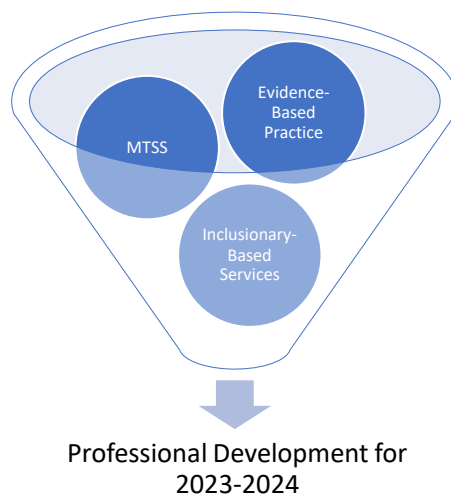 Evidence-
Based
Practice
MTSS
Inclusionary-
Based
Services
Professional Development for
2023-2024